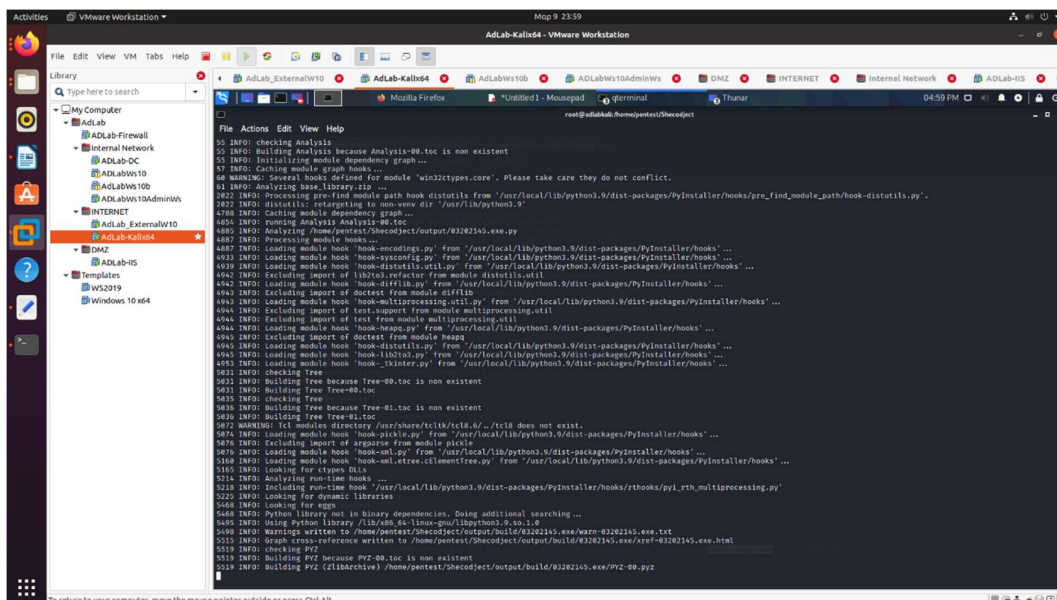 Activities
VMware Workstation
Μαρ 9 23:59
AdLab-Kalix64 - VMware Workstation
File Edit View VM Tabs Help
Library
Type here to search
My Computer
AdLab
ADLab-Firewall
Internal Network
ADLab-DC
ADLabWs10
AdLabWs10b
ADLabWs10AdminWs
INTERNET
AdLab_ExternalW10
AdLab-Kalix64
DMZ
ADLab-IIS
Templates
WS2019
Windows 10 x64
AdLab_ExternalW10
AdLab-Kalix64
AdLabWs10b
ADLabWs10AdminWs
DMZ
INTERNET
Internal Network
ADLab-IIS
Mozilla Firefox
*Untitled 1 - Mousepad
qterminal
Thunar
04:59 PM
root@adlabkali: /home/pentest/Shecodject
File Actions Edit View Help
55 INFO: checking Analysis
55 INFO: Building Analysis because Analysis-00.toc is non existent
55 INFO: Initializing module dependency graph ...
57 INFO: Caching module graph hooks ...
60 WARNING: Several hooks defined for module 'win32ctypes.core'. Please take care they do not conflict.
61 INFO: Analyzing base_library.zip ...
2022 INFO: Processing pre-find module path hook distutils from '/usr/local/lib/python3.9/dist-packages/PyInstaller/hooks/pre_find_module_path/hook-distutils.py'.
2022 INFO: distutils: retargeting to non-venv dir '/usr/lib/python3.9'
4788 INFO: Caching module dependency graph ...
4854 INFO: running Analysis Analysis-00.toc
4885 INFO: Analyzing /home/pentest/Shecodject/output/03202145.exe.py
4887 INFO: Processing module hooks ...
4887 INFO: Loading module hook 'hook-encodings.py' from '/usr/local/lib/python3.9/dist-packages/PyInstaller/hooks' ...
4933 INFO: Loading module hook 'hook-sysconfig.py' from '/usr/local/lib/python3.9/dist-packages/PyInstaller/hooks' ...
4939 INFO: Loading module hook 'hook-distutils.util.py' from '/usr/local/lib/python3.9/dist-packages/PyInstaller/hooks' ...
4942 INFO: Excluding import of lib2to3.refactor from module distutils.util
4942 INFO: Loading module hook 'hook-difflib.py' from '/usr/local/lib/python3.9/dist-packages/PyInstaller/hooks' ...
4943 INFO: Excluding import of doctest from module difflib
4943 INFO: Loading module hook 'hook-multiprocessing.util.py' from '/usr/local/lib/python3.9/dist-packages/PyInstaller/hooks' ...
4944 INFO: Excluding import of test.support from module multiprocessing.util
4944 INFO: Excluding import of test from module multiprocessing.util
4944 INFO: Loading module hook 'hook-heapq.py' from '/usr/local/lib/python3.9/dist-packages/PyInstaller/hooks' ...
4945 INFO: Excluding import of doctest from module heapq
4945 INFO: Loading module hook 'hook-distutils.py' from '/usr/local/lib/python3.9/dist-packages/PyInstaller/hooks' ...
4945 INFO: Loading module hook 'hook-lib2to3.py' from '/usr/local/lib/python3.9/dist-packages/PyInstaller/hooks' ...
4953 INFO: Loading module hook 'hook-_tkinter.py' from '/usr/local/lib/python3.9/dist-packages/PyInstaller/hooks' ...
5031 INFO: checking Tree
5031 INFO: Building Tree because Tree-00.toc is non existent
5031 INFO: Building Tree Tree-00.toc
5035 INFO: checking Tree
5036 INFO: Building Tree because Tree-01.toc is non existent
5036 INFO: Building Tree Tree-01.toc
5072 WARNING: Tcl modules directory /usr/share/tcltk/tcl8.6/../tcl8 does not exist.
5074 INFO: Loading module hook 'hook-pickle.py' from '/usr/local/lib/python3.9/dist-packages/PyInstaller/hooks' ...
5076 INFO: Excluding import of argparse from module pickle
5076 INFO: Loading module hook 'hook-xml.py' from '/usr/local/lib/python3.9/dist-packages/PyInstaller/hooks' ...
5160 INFO: Loading module hook 'hook-xml.etree.cElementTree.py' from '/usr/local/lib/python3.9/dist-packages/PyInstaller/hooks' ...
5165 INFO: Looking for ctypes DLLs
5214 INFO: Analyzing run-time hooks ...
5218 INFO: Including run-time hook '/usr/local/lib/python3.9/dist-packages/PyInstaller/hooks/rthooks/pyi_rth_multiprocessing.py'
5225 INFO: Looking for dynamic libraries
5468 INFO: Looking for eggs
5468 INFO: Python library not in binary dependencies. Doing additional searching ...
5495 INFO: Using Python library /lib/x86_64-linux-gnu/libpython3.9.so.1.0
5498 INFO: Warnings written to /home/pentest/Shecodject/output/build/03202145.exe/warn-03202145.exe.txt
5515 INFO: Graph cross-reference written to /home/pentest/Shecodject/output/build/03202145.exe/xref-03202145.exe.html
5519 INFO: checking PYZ
5519 INFO: Building PYZ because PYZ-00.toc is non existent
5519 INFO: Building PYZ (ZlibArchive) /home/pentest/Shecodject/output/build/03202145.exe/PYZ-00.pyz
To return to your computer, move the mouse pointer outside or press Ctrl-Alt.